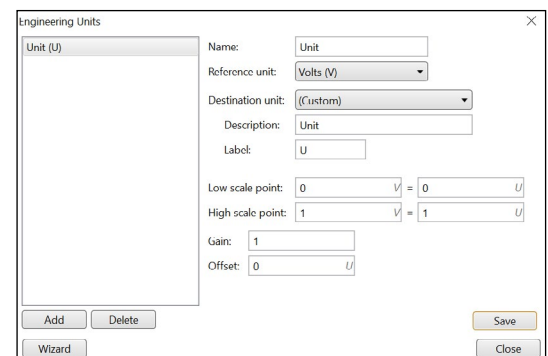 Engineering Units
Unit (U)
Name: Unit
Reference unit: Volts (V)
Destination unit: (Custom)
Description: Unit
Label: U
Low scale point: 0 V = 0 U
High scale point: 1 V = 1 U
Gain: 1
Offset: 0 U
Add Delete Save
Wizard Close